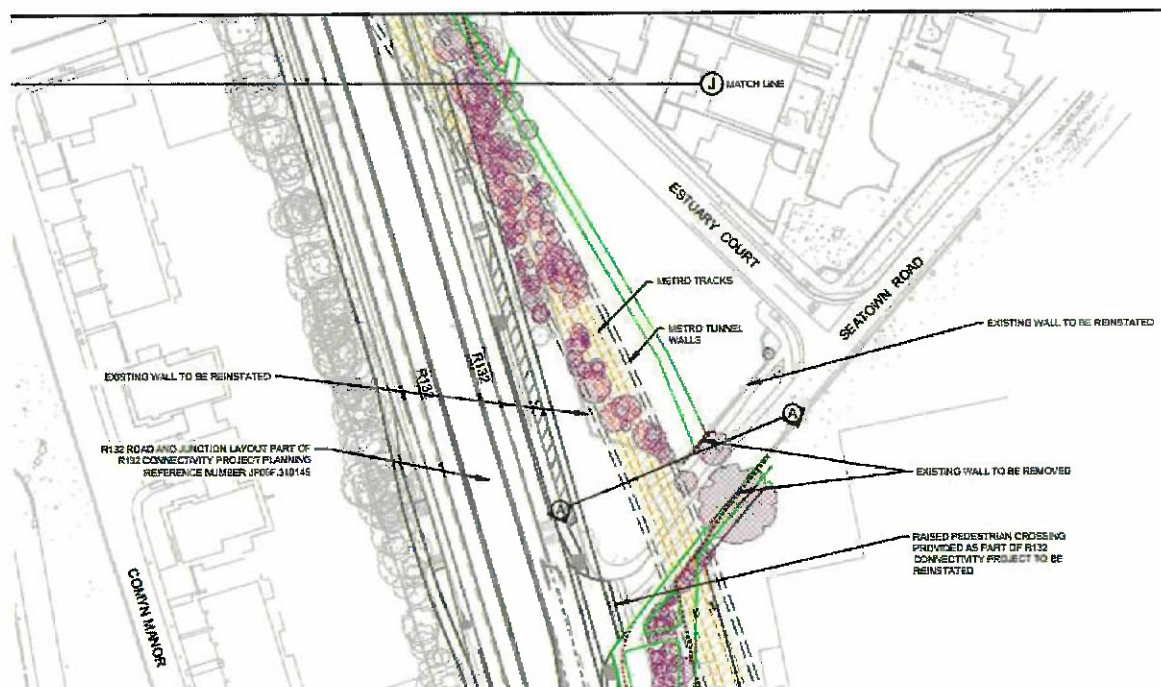 J MATCH LINE
ESTUARY COURT
SEATOWN ROAD
METRO TRACKS
METRO TUNNEL
WALLS
EXISTING WALL TO BE REINSTATED
EXISTING WALL TO BE REINSTATED
R132
R132
A
R132 ROAD AND JUNCTION LAYOUT PART OF
R132 CONNECTIVITY PROJECT PLANNING
REFERENCE NUMBER
EXISTING WALL TO BE REMOVED
A
RAISED PEDESTRIAN CROSSING
PROVIDED AS PART OF R132
CONNECTIVITY PROJECT TO BE
REINSTATED
COMYN MANOR